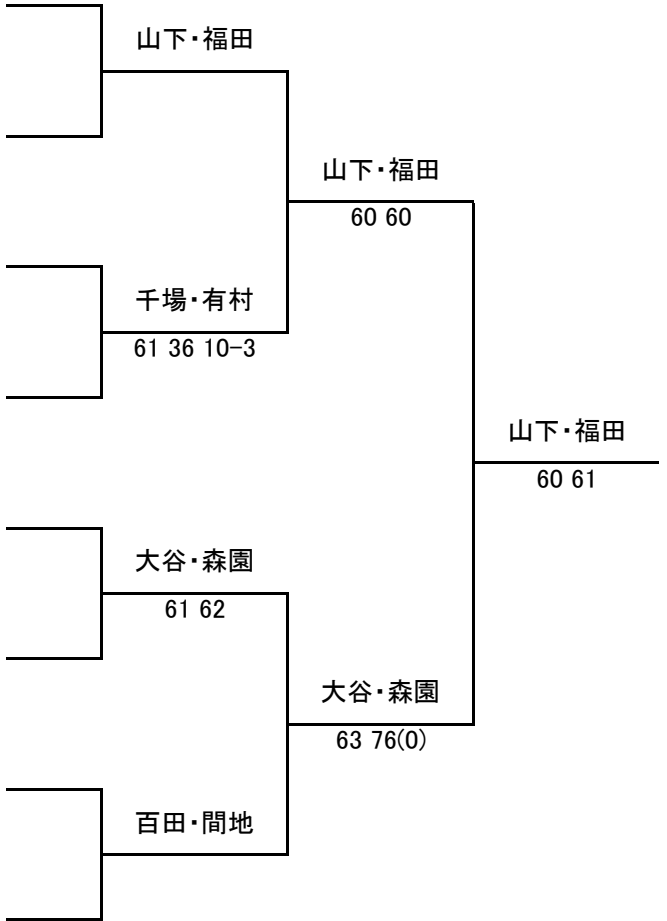 山下・福田
山下・福田
60 60
千場・有村
61 36 10-3
山下・福田
60 61
大谷・森園
61 62
大谷・森園
63 76(0)
百田・間地